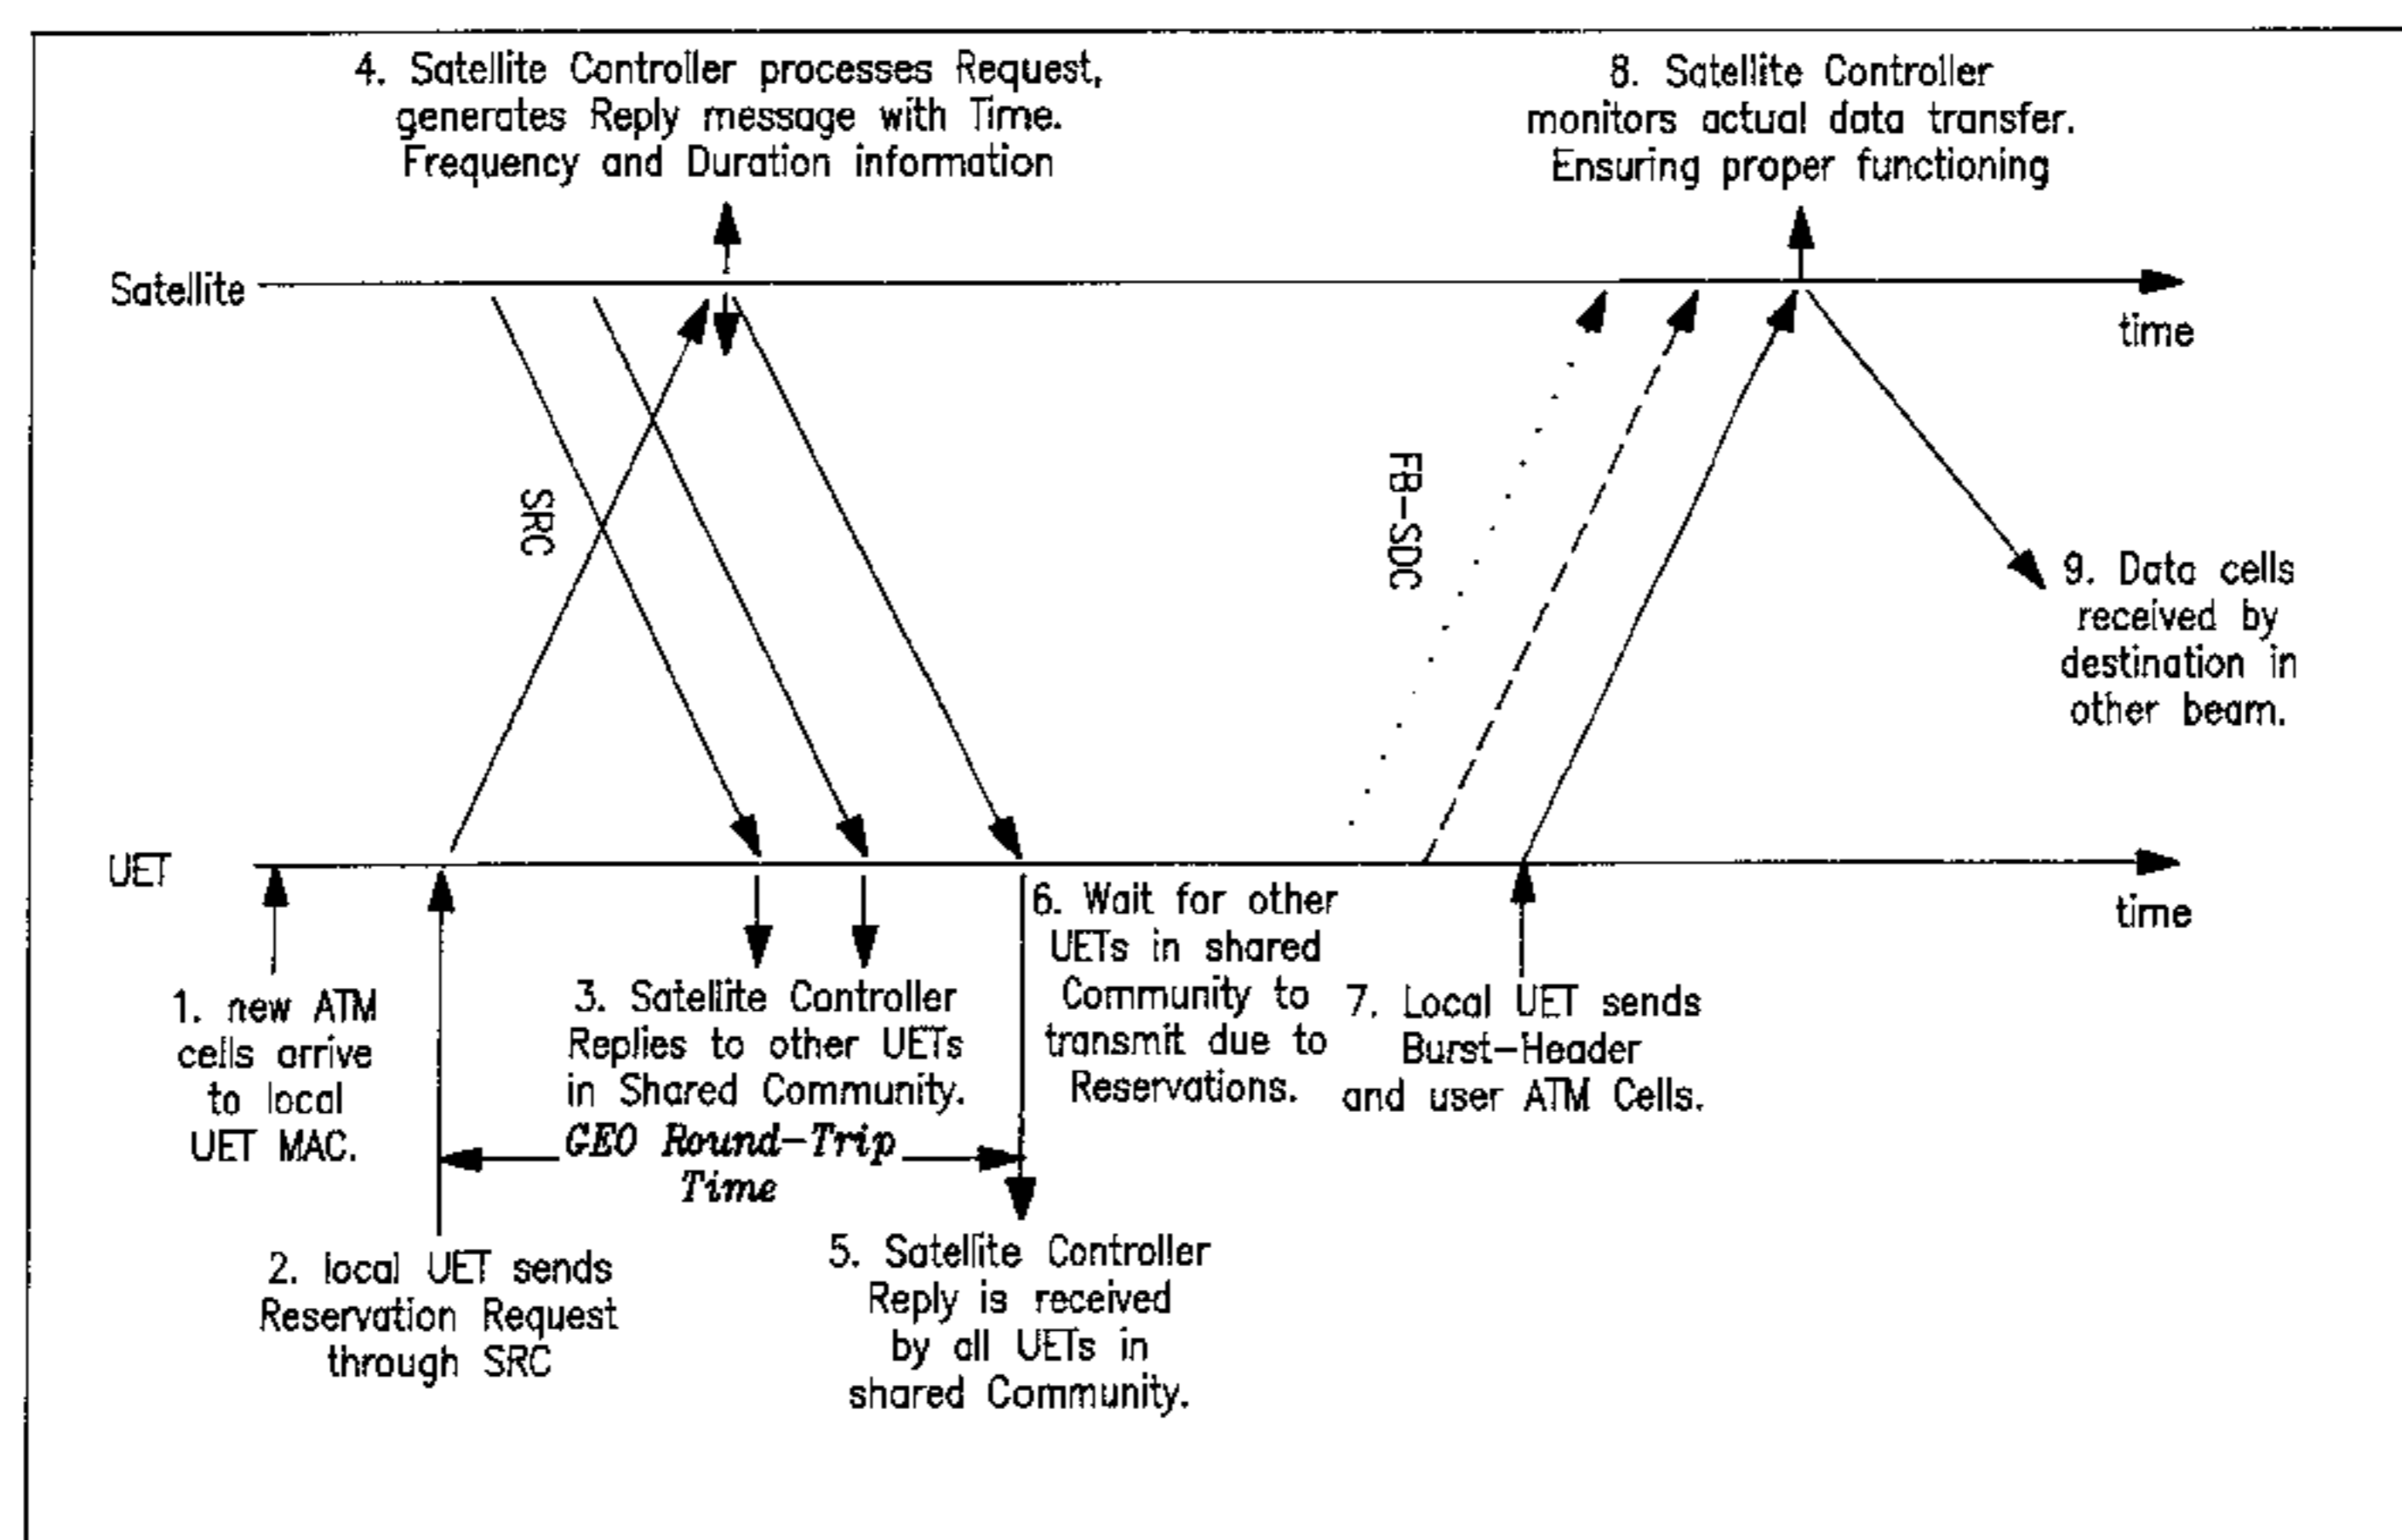 4. Satellite Controller processes Request,
generates Reply message with Time.
Frequency and Duration information
8. Satellite Controller
monitors actual data transfer.
Ensuring proper functioning
Satellite
time
SRC
FB-SDC
9. Data cells
received by
destination in
other beam.
UET
time
1. new ATM
cells arrive
to local
UET MAC.
2. local UET sends
Reservation Request
through SRC
3. Satellite Controller
Replies to other UETs
in Shared Community.
GEO Round-Trip
Time
5. Satellite Controller
Reply is received
by all UETs in
shared Community.
6. Wait for other
UETs in shared
Community to
transmit due to
Reservations.
7. Local UET sends
Burst-Header
and user ATM Cells.